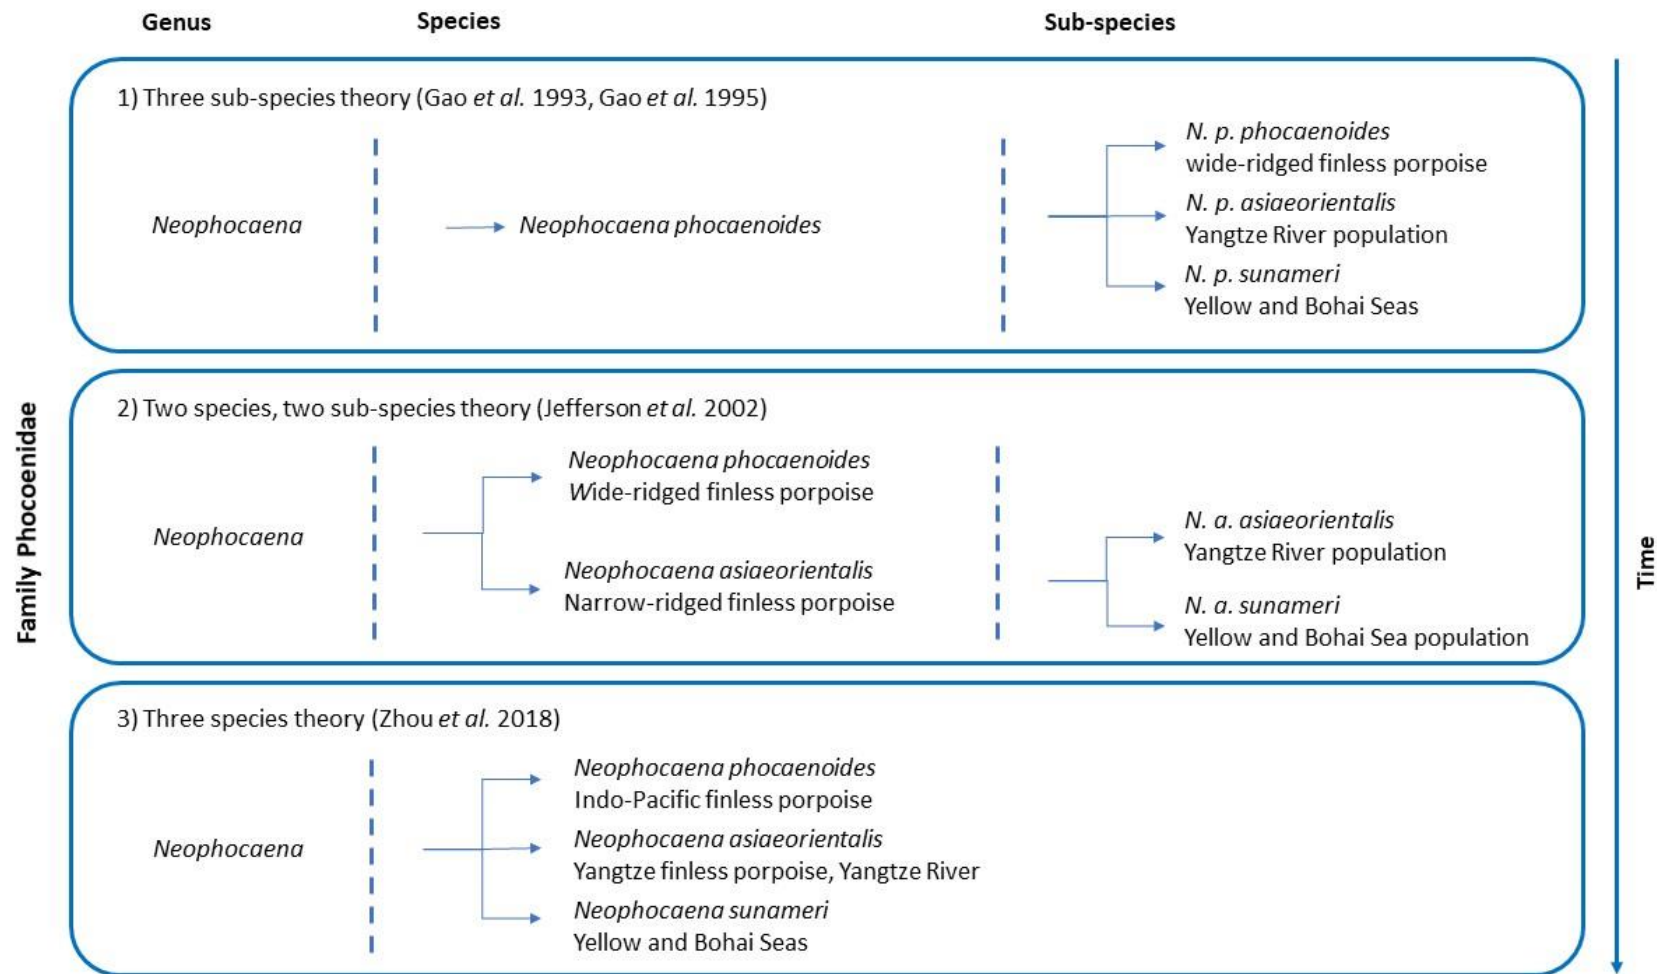 Genus
Species
Sub-species
Family Phocoenidae
1) Three sub-species theory (Gao et al. 1993, Gao et al. 1995)
Neophocaena
Neophocaena phocaenoides
N. p. phocaenoides
wide-ridged finless porpoise
N. p. asiaeorientalis
Yangtze River population
N. p. sunameri
Yellow and Bohai Seas
2) Two species, two sub-species theory (Jefferson et al. 2002)
Neophocaena
Neophocaena phocaenoides
Wide-ridged finless porpoise
Neophocaena asiaeorientalis
Narrow-ridged finless porpoise
N. a. asiaeorientalis
Yangtze River population
N. a. sunameri
Yellow and Bohai Sea population
3) Three species theory (Zhou et al. 2018)
Neophocaena
Neophocaena phocaenoides
Indo-Pacific finless porpoise
Neophocaena asiaeorientalis
Yangtze finless porpoise, Yangtze River
Neophocaena sunameri
Yellow and Bohai Seas
Time